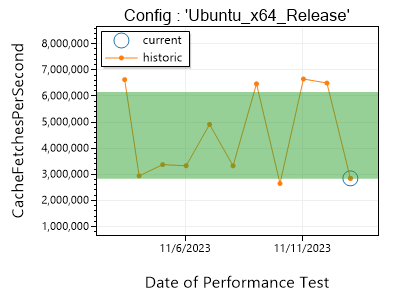 Config : 'Ubuntu_x64_Release'
current
historic
CacheFetchesPerSecond
8,000,000
7,000,000
6,000,000
5,000,000
4,000,000
3,000,000
2,000,000
1,000,000
11/6/2023
11/11/2023
Date of Performance Test